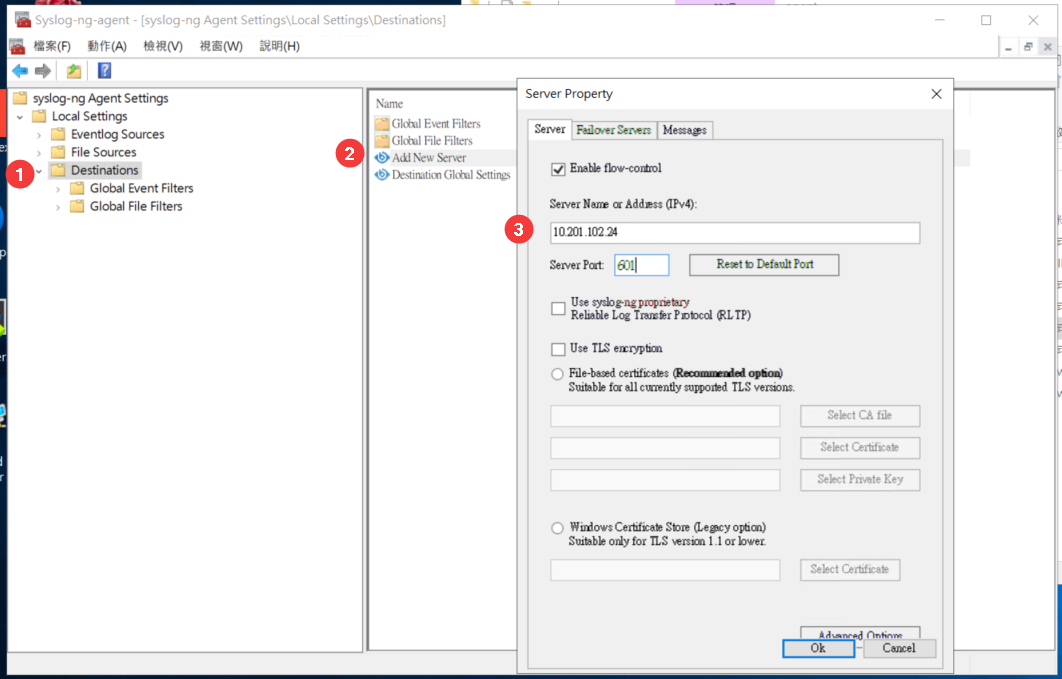 Syslog-ng-agent - [syslog-ng Agent Settings\Local Settings\Destinations]
檔案(F) 動作(A) 檢視(V) 視窗(W) 說明(H)
syslog-ng Agent Settings
Local Settings
Eventlog Sources
File Sources
1
Destinations
Global Event Filters
Global File Filters
Name
Global Event Filters
Global File Filters
2
Add New Server
Destination Global Settings
Server Property
Server Failover Servers Messages
Enable flow-control
Server Name or Address (IPv4):
3
10.201.102.24
Server Port: 601 Reset to Default Port
Use syslog-ng proprietary
Reliable Log Transfer Protocol (RLTP)
Use TLS encryption
File-based certificates (Recommended option)
Suitable for all currently supported TLS versions.
Select CA file
Select Certificate
Select Private Key
Windows Certificate Store (Legacy option)
Suitable only for TLS version 1.1 or lower.
Select Certificate
Advanced Options
Ok Cancel